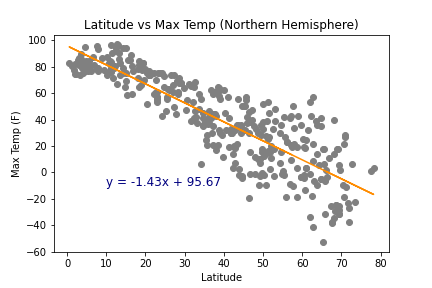 Latitude vs Max Temp (Northern Hemisphere)
100
80
60
40
20
0
−20
−40
−60
Max Temp (F)
y = -1.43x + 95.67
0 10 20 30 40 50 60 70 80
Latitude